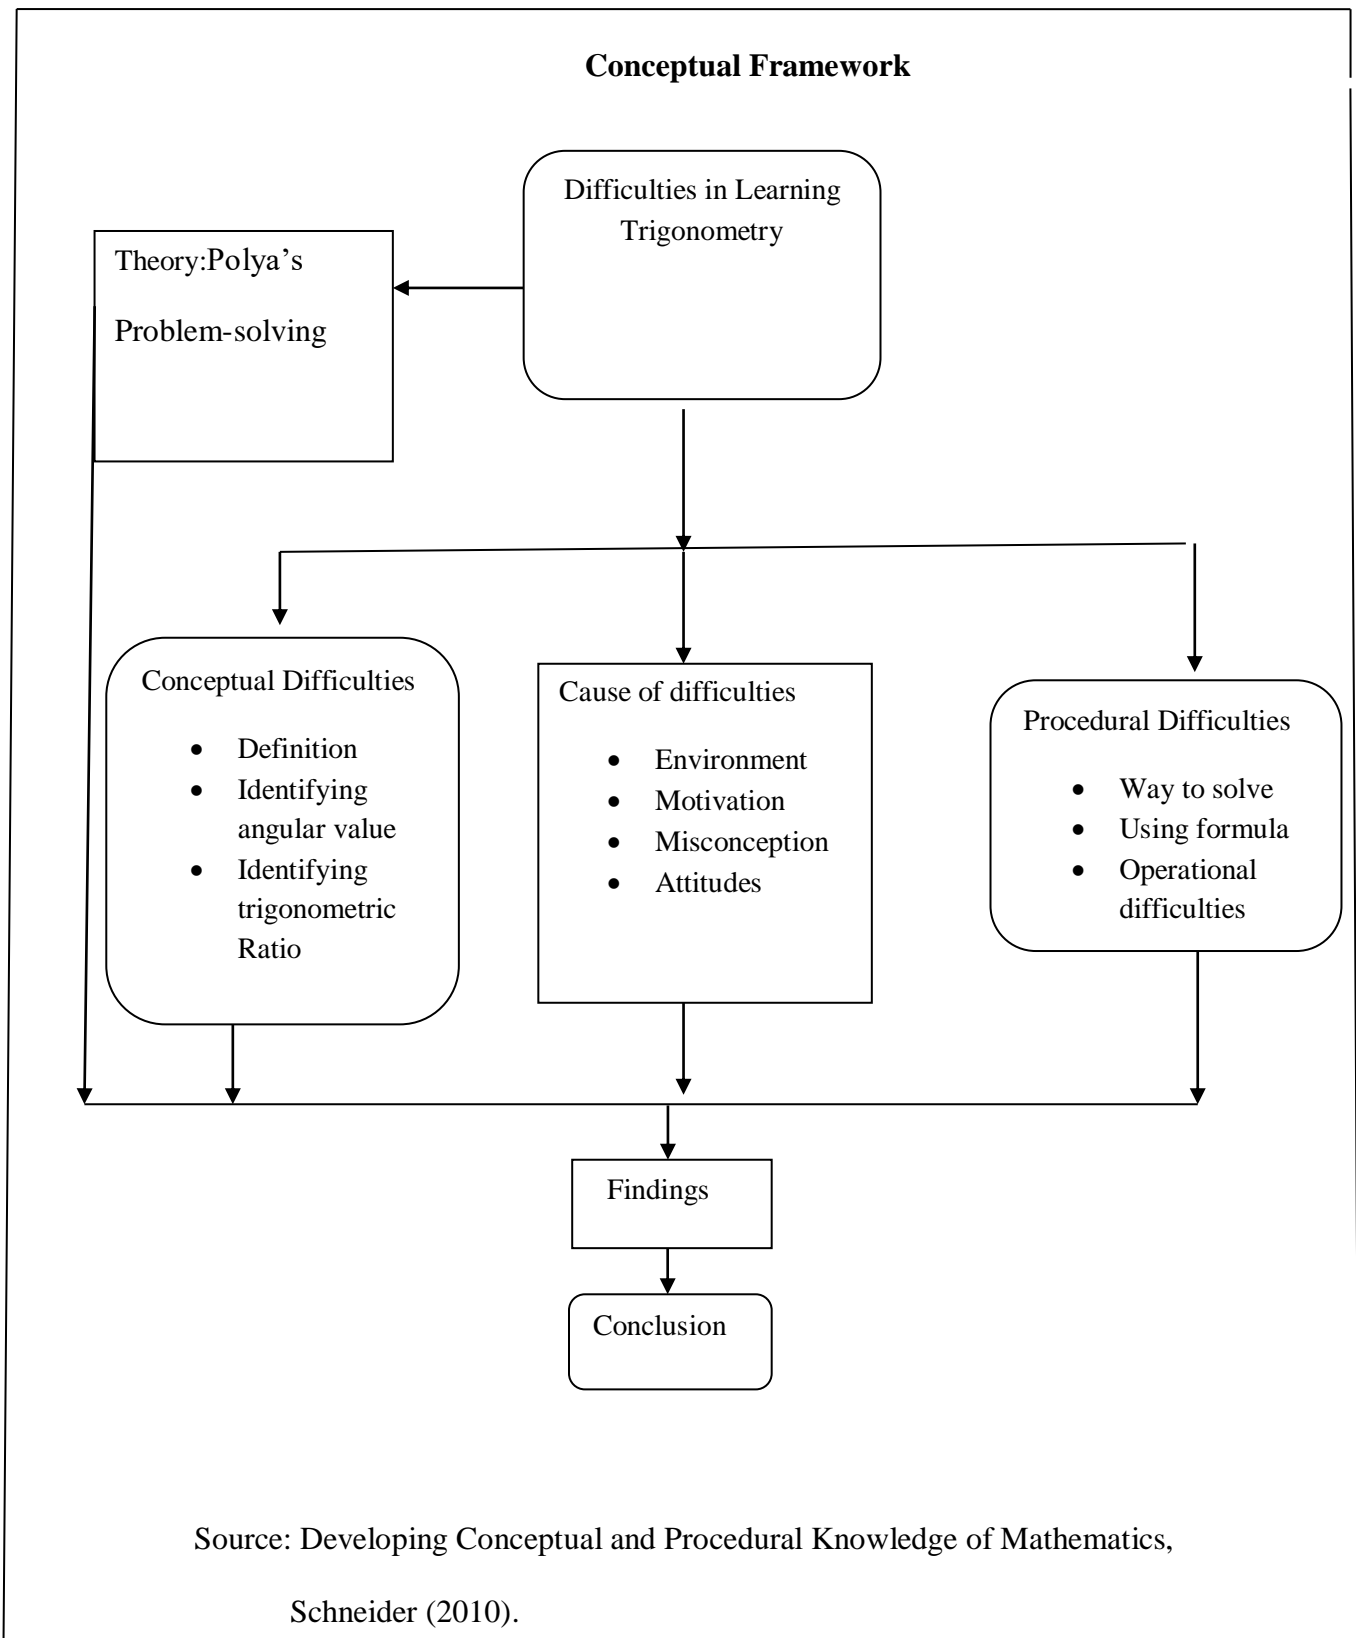 Conceptual Framework
Difficulties in Learning
Trigonometry
Theory:Polya’s
Problem-solving
Conceptual Difficulties
• Definition
• Identifying
angular value
• Identifying
trigonometric
Ratio
Cause of difficulties
• Environment
• Motivation
• Misconception
• Attitudes
Procedural Difficulties
• Way to solve
• Using formula
• Operational
difficulties
Findings
Conclusion
Source: Developing Conceptual and Procedural Knowledge of Mathematics,
Schneider (2010).